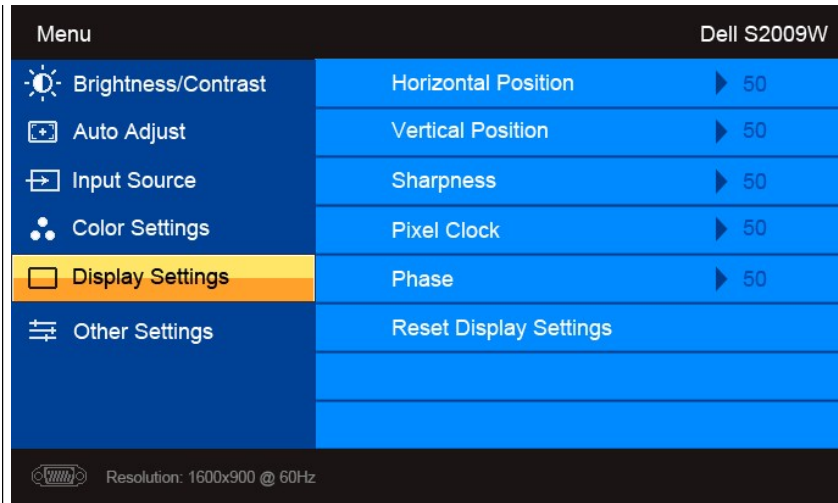 Menu Dell S2009W
Brightness/Contrast Horizontal Position 50
Auto Adjust Vertical Position 50
Input Source Sharpness 50
Color Settings Pixel Clock 50
Display Settings Phase 50
Other Settings Reset Display Settings
Resolution: 1600x900 @ 60Hz